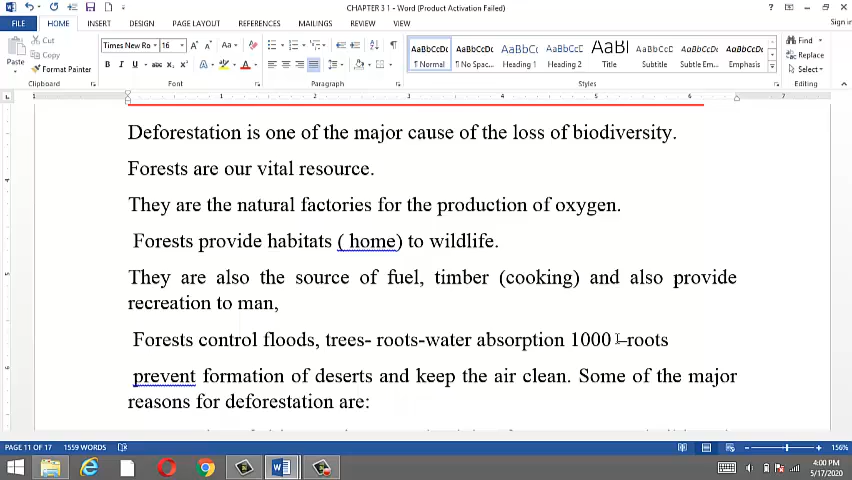 CHAPTER 3 1 - Word (Product Activation Failed)
FILE HOME INSERT DESIGN PAGE LAYOUT REFERENCES MAILINGS REVIEW VIEW Sign in
Cut
Copy
Format Painter
Paste
Clipboard
Times New Ro 16
Font
Paragraph
AaBbCcDc AaBbCcDc AaBbCc AaBbCcC AaBI AaBbCcC AaBbCcDc AaBbCcDc
¶ Normal ¶ No Spac... Heading 1 Heading 2 Title Subtitle Subtle Em... Emphasis
Styles
Find
Replace
Select
Editing
Deforestation is one of the major cause of the loss of biodiversity.
Forests are our vital resource.
They are the natural factories for the production of oxygen.
Forests provide habitats ( home) to wildlife.
They are also the source of fuel, timber (cooking) and also provide
recreation to man,
Forests control floods, trees- roots-water absorption 1000 –roots
prevent formation of deserts and keep the air clean. Some of the major
reasons for deforestation are:
PAGE 11 OF 17 1559 WORDS 156%
4:00 PM
5/17/2020